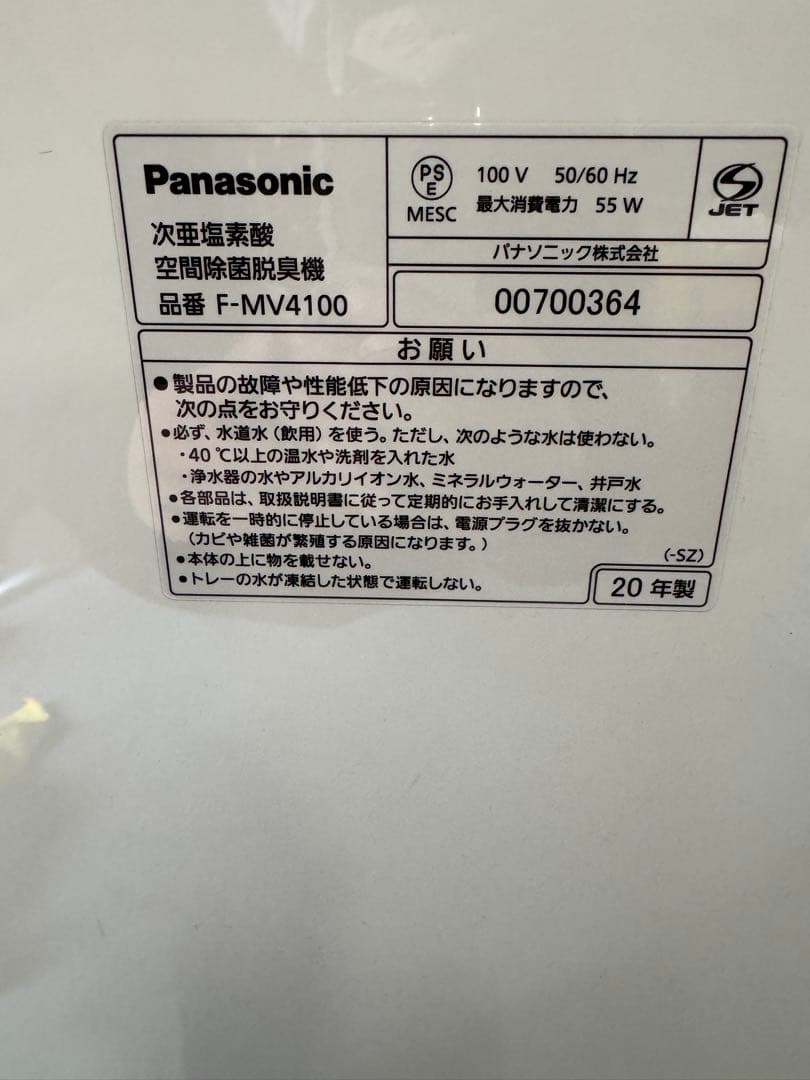 Panasonic
次亜塩素酸
空間除菌脱臭機
品番 F-MV4100
PS
E
MESC
100 V 50/60 Hz
最大消費電力 55 W
JET
パナソニック株式会社
00700364
お願い
●製品の故障や性能低下の原因になりますので、
次の点をお守りください。
●必ず、水道水(飲用)を使う。ただし、次のような水は使わない。
・40 ℃以上の温水や洗剤を入れた水
・浄水器の水やアルカリイオン水、ミネラルウォーター、井戸水
●各部品は、取扱説明書に従って定期的にお手入れして清潔にする。
●運転を一時的に停止している場合は、電源プラグを抜かない。
(カビや雑菌が繁殖する原因になります。)
●本体の上に物を載せない。
●トレーの水が凍結した状態で運転しない。
(-SZ)
20 年製